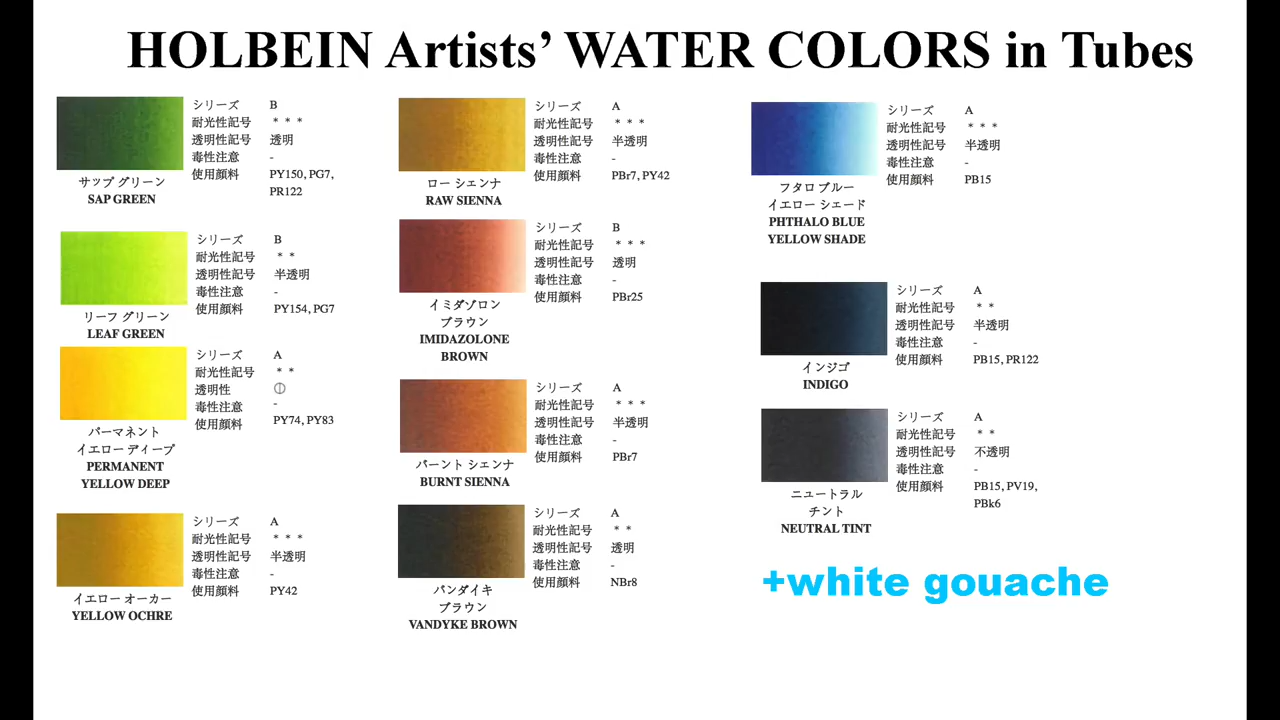 HOLBEIN Artists' WATER COLORS in Tubes
シリーズ B
耐光性記号 * * *
透明性記号 透明
毒性注意 -
使用顔料 PY150, PG7,
PR122
サップ グリーン
SAP GREEN
シリーズ B
耐光性記号 * *
透明性記号 半透明
毒性注意 -
使用顔料 PY154, PG7
リーフ グリーン
LEAF GREEN
シリーズ A
耐光性記号 * *
透明性
毒性注意 -
使用顔料 PY74, PY83
パーマネント
イエロー ディープ
PERMANENT
YELLOW DEEP
シリーズ A
耐光性記号 * * *
透明性記号 半透明
毒性注意 -
使用顔料 PY42
イエロー オーカー
YELLOW OCHRE
シリーズ A
耐光性記号 * * *
透明性記号 半透明
毒性注意 -
使用顔料 PBr7, PY42
ロー シェンナ
RAW SIENNA
シリーズ B
耐光性記号 * * *
透明性記号 透明
毒性注意 -
使用顔料 PBr25
イミダゾロン
ブラウン
IMIDAZOLONE
BROWN
シリーズ A
耐光性記号 * * *
透明性記号 半透明
毒性注意 -
使用顔料 PBr7
バーント シェンナ
BURNT SIENNA
シリーズ A
耐光性記号 * *
透明性記号 透明
毒性注意 -
使用顔料 NBr8
バンダイキ
ブラウン
VANDYKE BROWN
シリーズ A
耐光性記号 * * *
透明性記号 半透明
毒性注意 -
使用顔料 PB15
フタロ ブルー
イエロー シェード
PHTHALO BLUE
YELLOW SHADE
シリーズ A
耐光性記号 * *
透明性記号 半透明
毒性注意 -
使用顔料 PB15, PR122
インジゴ
INDIGO
シリーズ A
耐光性記号 * *
透明性記号 不透明
毒性注意 -
使用顔料 PB15, PV19,
PBk6
ニュートラル
チント
NEUTRAL TINT
+white gouache